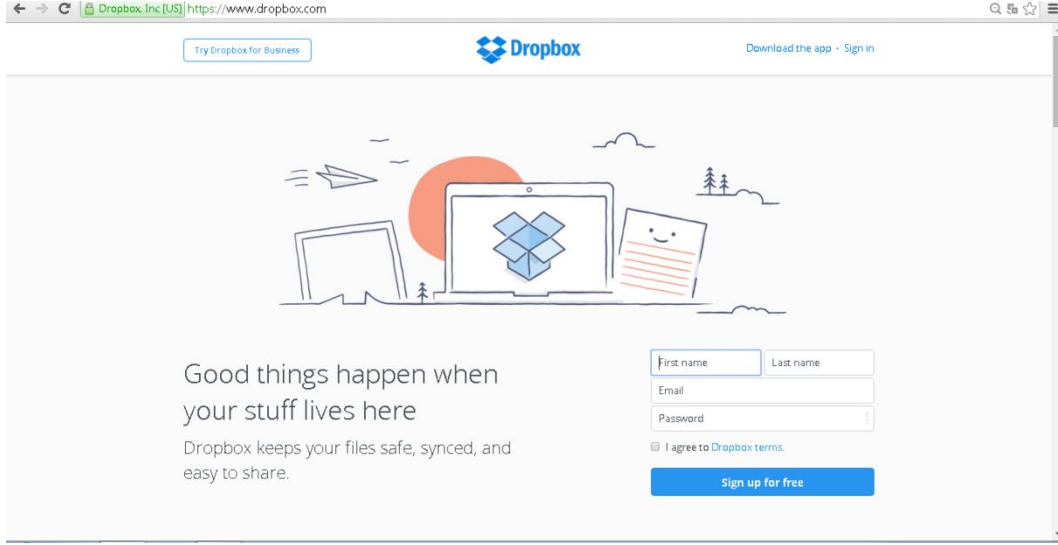 Dropbox, Inc [US] https://www.dropbox.com
Try Dropbox for Business
Dropbox
Download the app - Sign in
Good things happen when
your stuff lives here
Dropbox keeps your files safe, synced, and
easy to share.
First name Last name
Email
Password
I agree to Dropbox terms.
Sign up for free